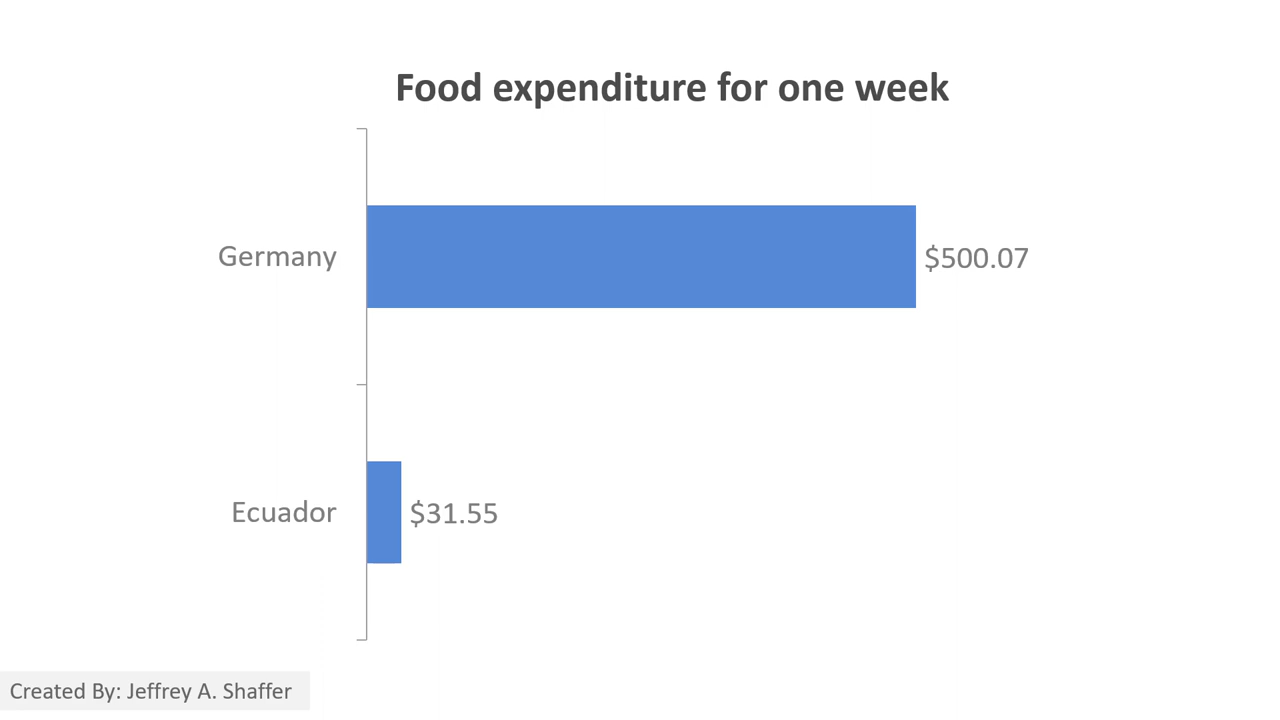 Food expenditure for one week
Germany $500.07
Ecuador $31.55
Created By: Jeffrey A. Shaffer